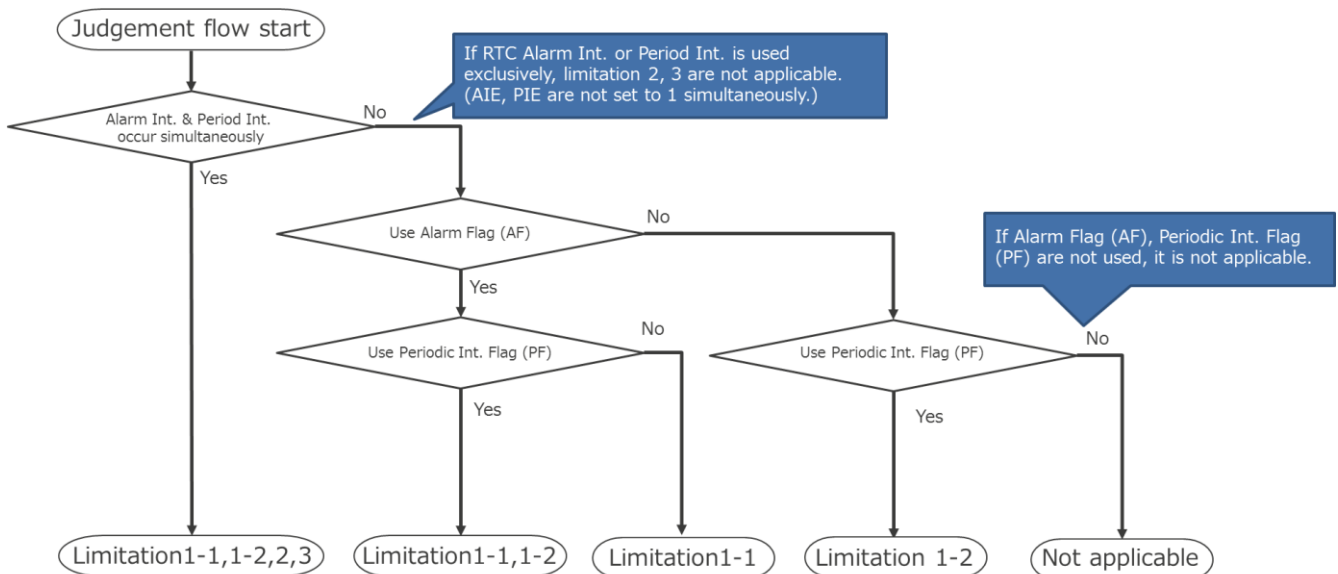 Judgement flow start
If RTC Alarm Int. or Period Int. is used
exclusively, limitation 2, 3 are not applicable.
(AIE, PIE are not set to 1 simultaneously.)
No
Alarm Int. & Period Int.
occur simultaneously
Yes
No
Use Alarm Flag (AF)
If Alarm Flag (AF), Periodic Int. Flag
(PF) are not used, it is not applicable.
Yes
No
No
Use Periodic Int. Flag (PF)
Use Periodic Int. Flag (PF)
Yes
Yes
Limitation1-1,1-2,2,3
Limitation1-1,1-2
Limitation1-1
Limitation 1-2
Not applicable